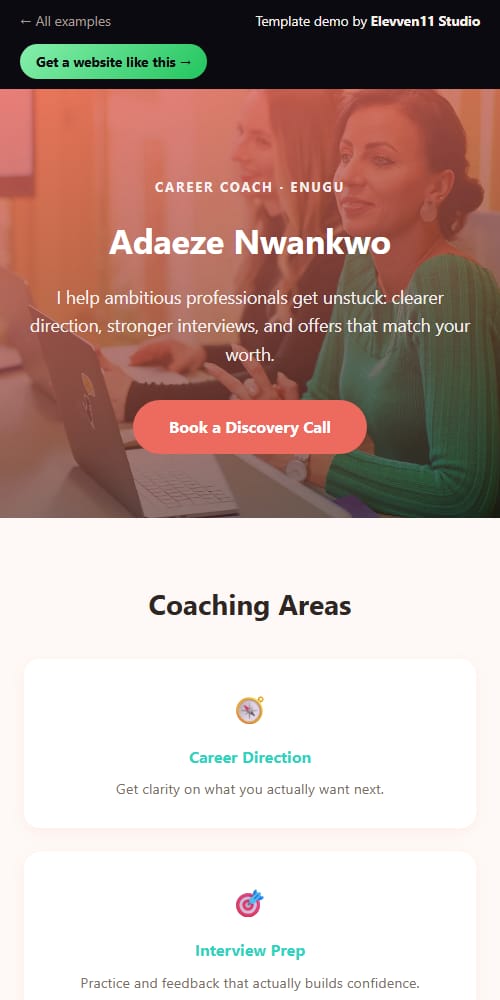 ← All examples
Template demo by Elevven11 Studio
Get a website like this →
CAREER COACH · ENUGU
Adaeze Nwankwo
I help ambitious professionals get unstuck: clearer
direction, stronger interviews, and offers that match your
worth.
Book a Discovery Call
Coaching Areas
Career Direction
Get clarity on what you actually want next.
Interview Prep
Practice and feedback that actually builds confidence.